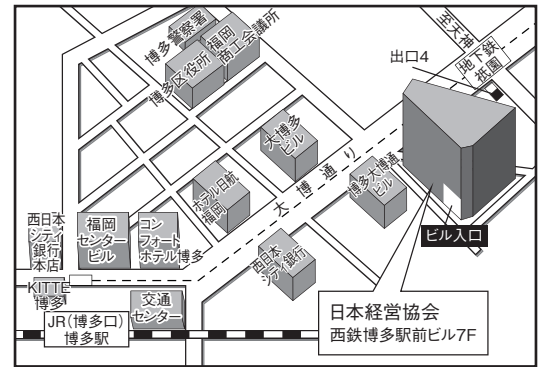 博多警察署
福岡
商工会議所
博多区役所
至天神
地下鉄
祇園
出口4
大博多
ビル
大博通り
博多大博通
ビル
ホテル日航
福岡
西日本
シティ
銀行
本店
福岡
センター
ビル
コン
フォート
ホテル博多
西日本
シティ銀行
ビル入口
KITTE
博多
交通
センター
JR(博多口)
博多駅
日本経営協会
西鉄博多駅前ビル7F